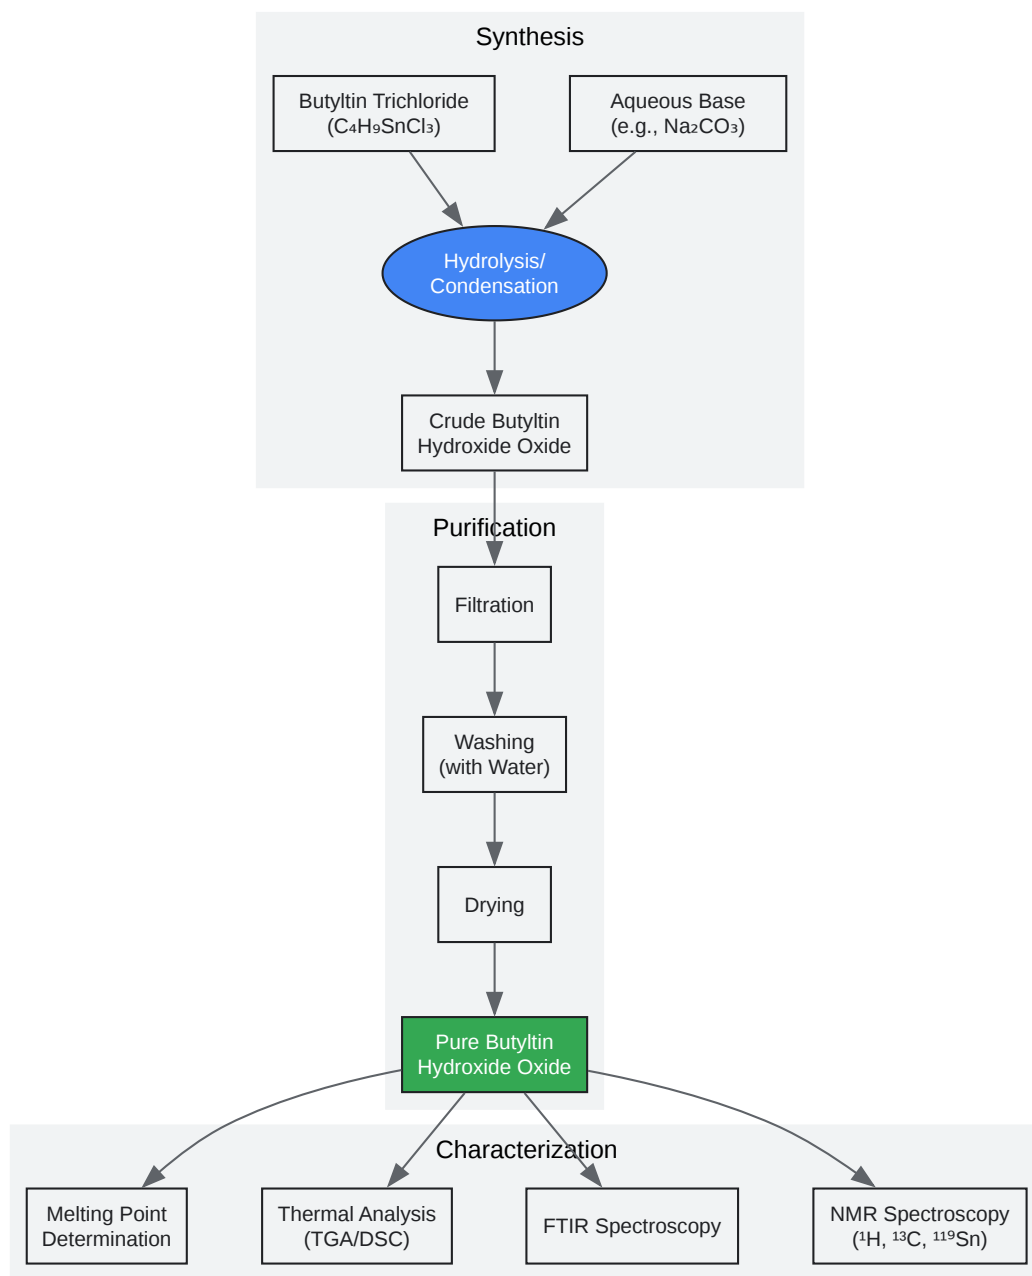 Synthesis
Butyltin Trichloride
(C₄H₉SnCl₃)
Aqueous Base
(e.g., Na₂CO₃)
Hydrolysis/
Condensation
Crude Butyltin
Hydroxide Oxide
Purification
Filtration
Washing
(with Water)
Drying
Pure Butyltin
Hydroxide Oxide
Characterization
Melting Point
Determination
Thermal Analysis
(TGA/DSC)
FTIR Spectroscopy
NMR Spectroscopy
(¹H, ¹³C, ¹¹⁹Sn)